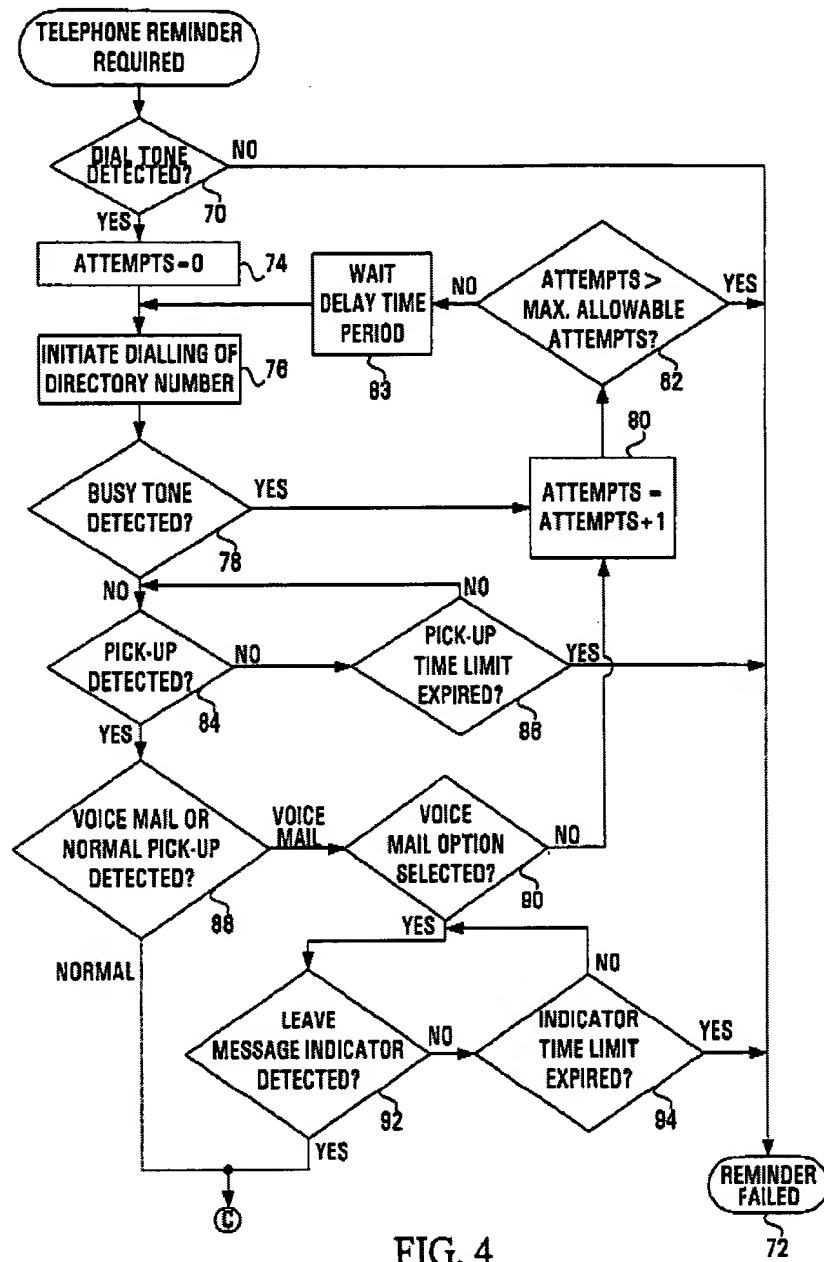 TELEPHONE REMINDER
REQUIRED
DIAL TONE
DETECTED?
NO
70
YES
ATTEMPTS=0
74
WAIT
DELAY TIME
PERIOD
83
NO
ATTEMPTS >
MAX. ALLOWABLE
ATTEMPTS?
YES
82
INITIATE DIALLING OF
DIRECTORY NUMBER
76
80
ATTEMPTS =
ATTEMPTS+1
BUSY TONE
DETECTED?
YES
78
NO
NO
PICK-UP
DETECTED?
NO
84
PICK-UP
TIME LIMIT
EXPIRED?
YES
86
YES
VOICE MAIL OR
NORMAL PICK-UP
DETECTED?
VOICE
MAIL
88
VOICE
MAIL OPTION
SELECTED?
NO
90
YES
NORMAL
NO
LEAVE
MESSAGE INDICATOR
DETECTED?
NO
92
INDICATOR
TIME LIMIT
EXPIRED?
YES
94
YES
C
REMINDER
FAILED
72
FIG. 4